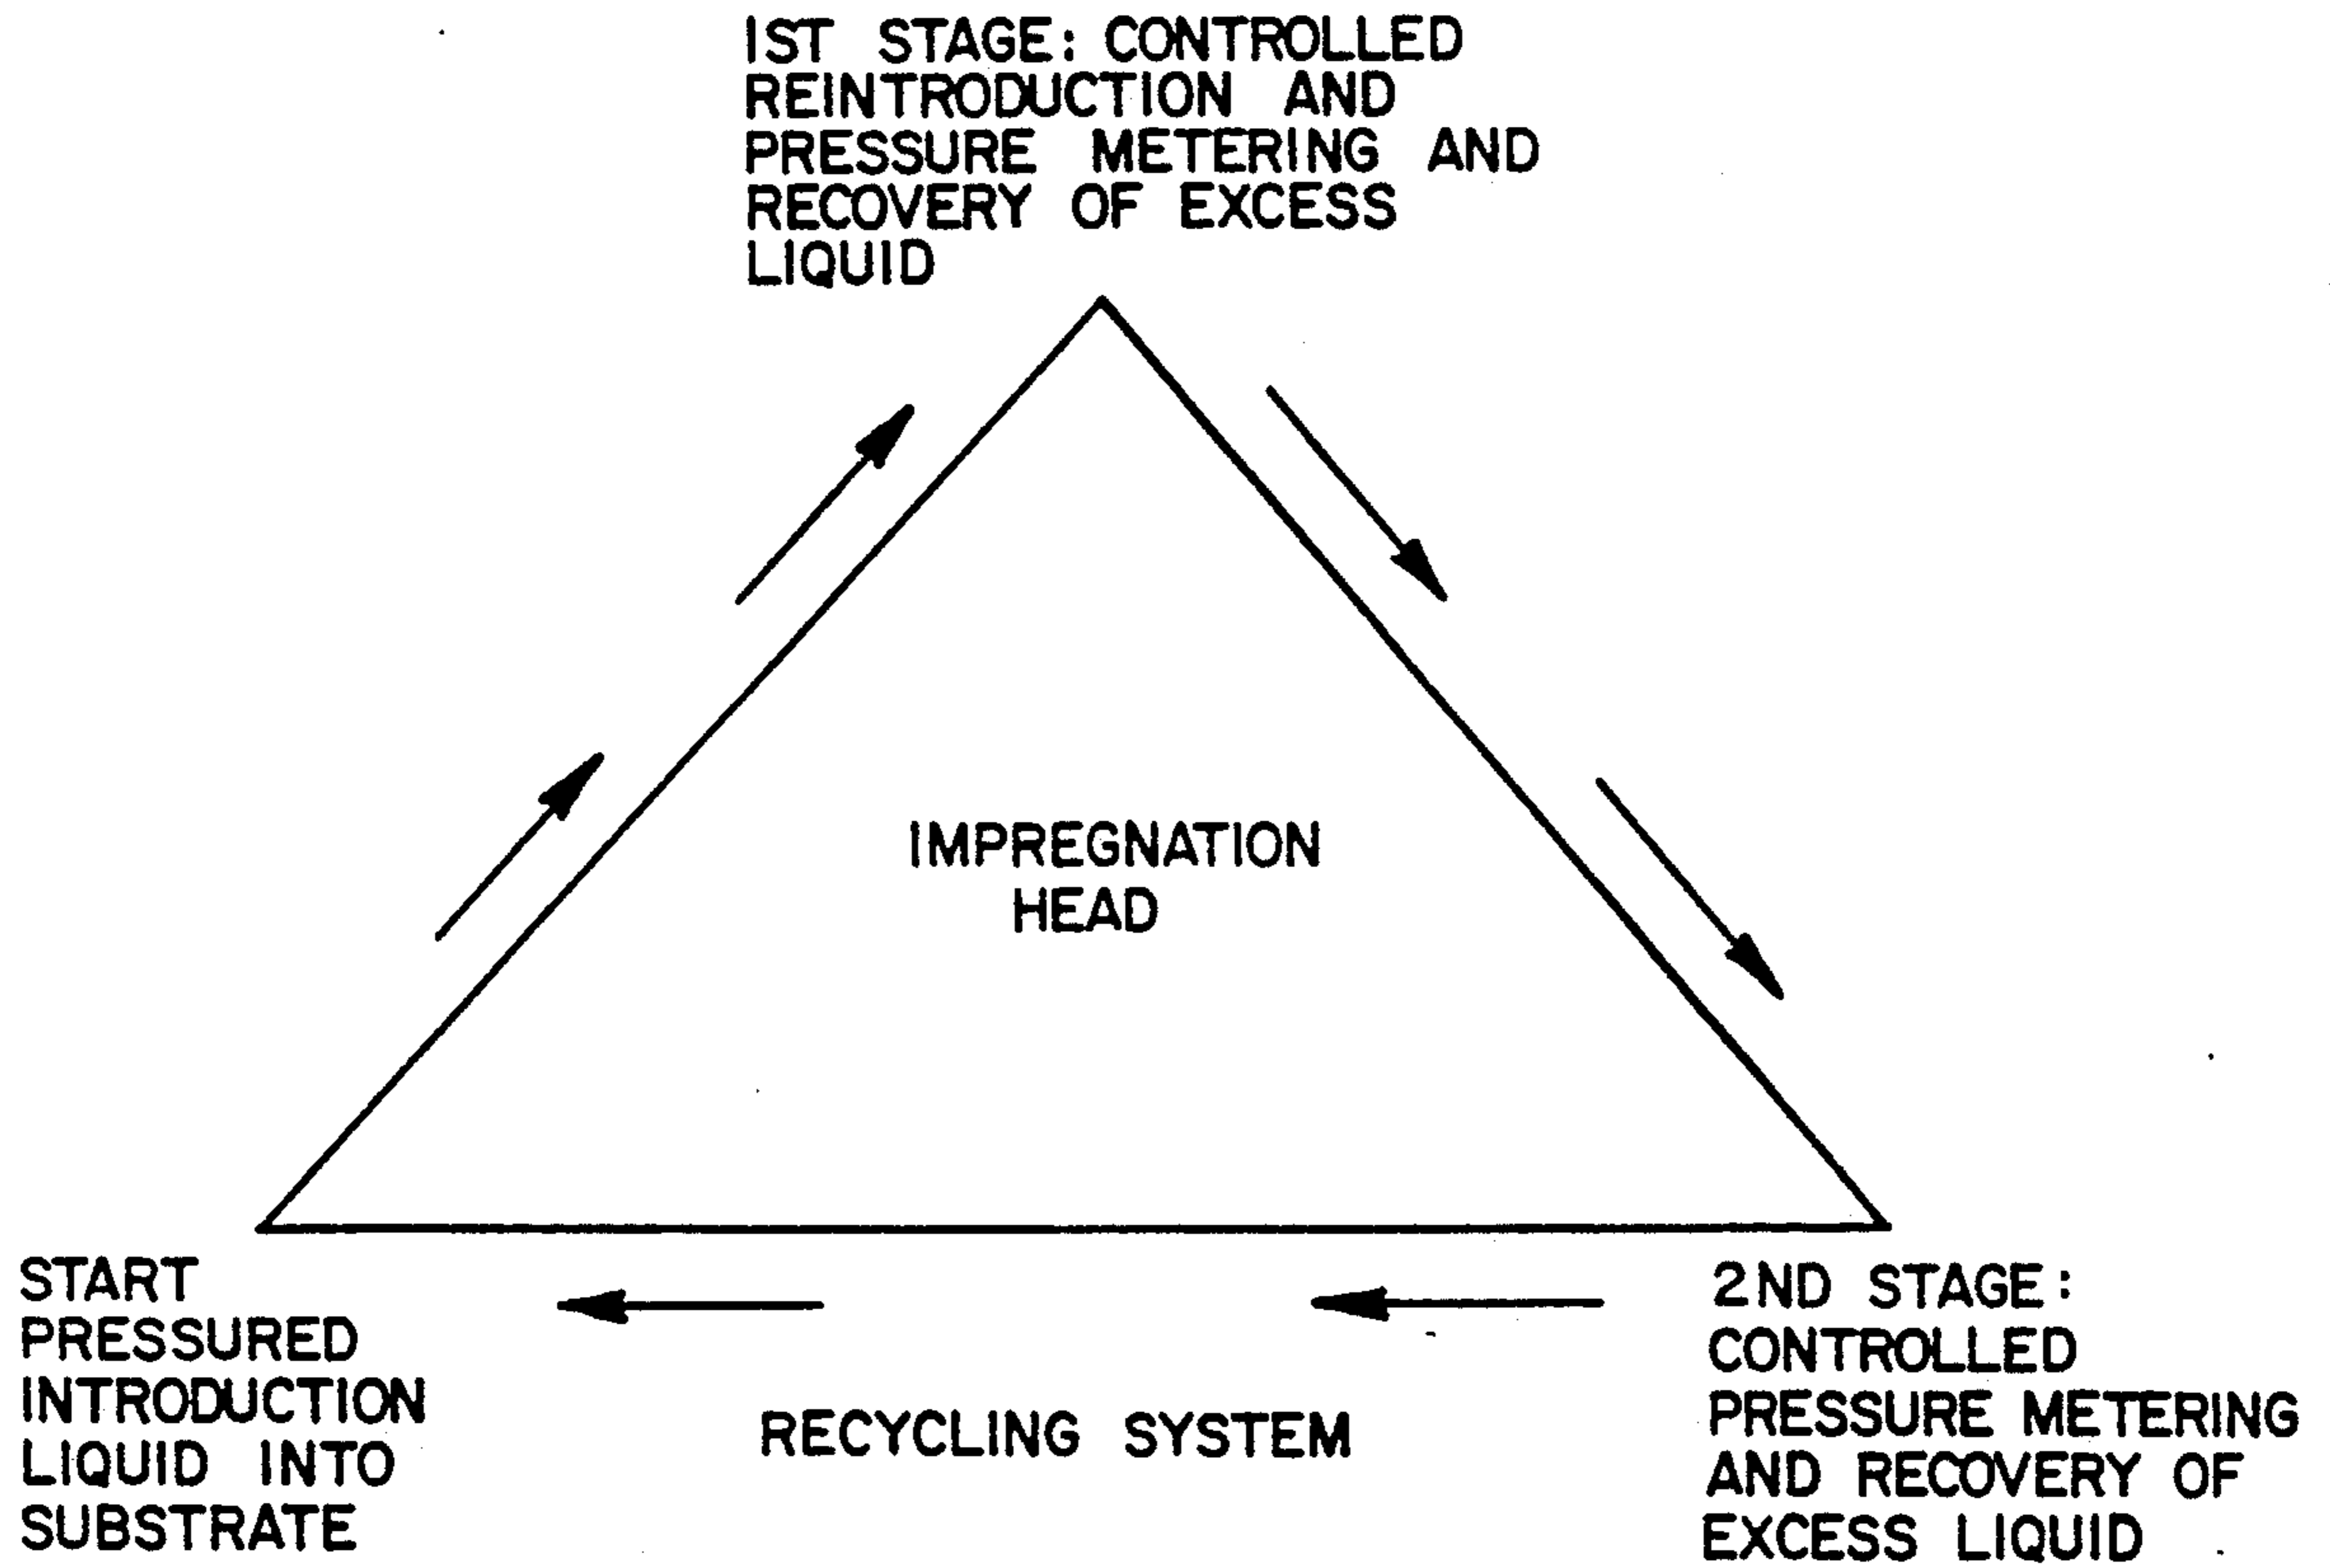 1ST STAGE: CONTROLLED
REINTRODUCTION AND
PRESSURE METERING AND
RECOVERY OF EXCESS
LIQUID
IMPREGNATION
HEAD
START
PRESSURED
INTRODUCTION
LIQUID INTO
SUBSTRATE
RECYCLING SYSTEM
2ND STAGE:
CONTROLLED
PRESSURE METERING
AND RECOVERY OF
EXCESS LIQUID